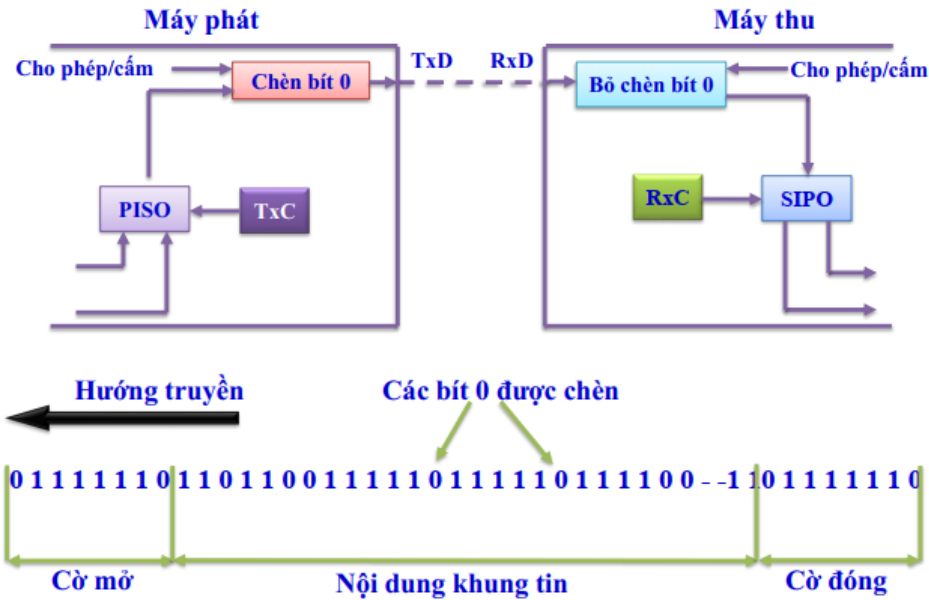 Máy phát
Máy thu
Cho phép/cấm
Chèn bít 0
TxD
RxD
Bỏ chèn bít 0
Cho phép/cấm
PISO
TxC
RxC
SIPO
Hướng truyền
Các bít 0 được chèn
0 1 1 1 1 1 1 0 1 1 0 1 1 0 0 1 1 1 1 1 0 1 1 1 1 1 0 1 1 1 1 0 0 - -1 1 0 1 1 1 1 1 1 0
Cờ mở
Nội dung khung tin
Cờ đóng